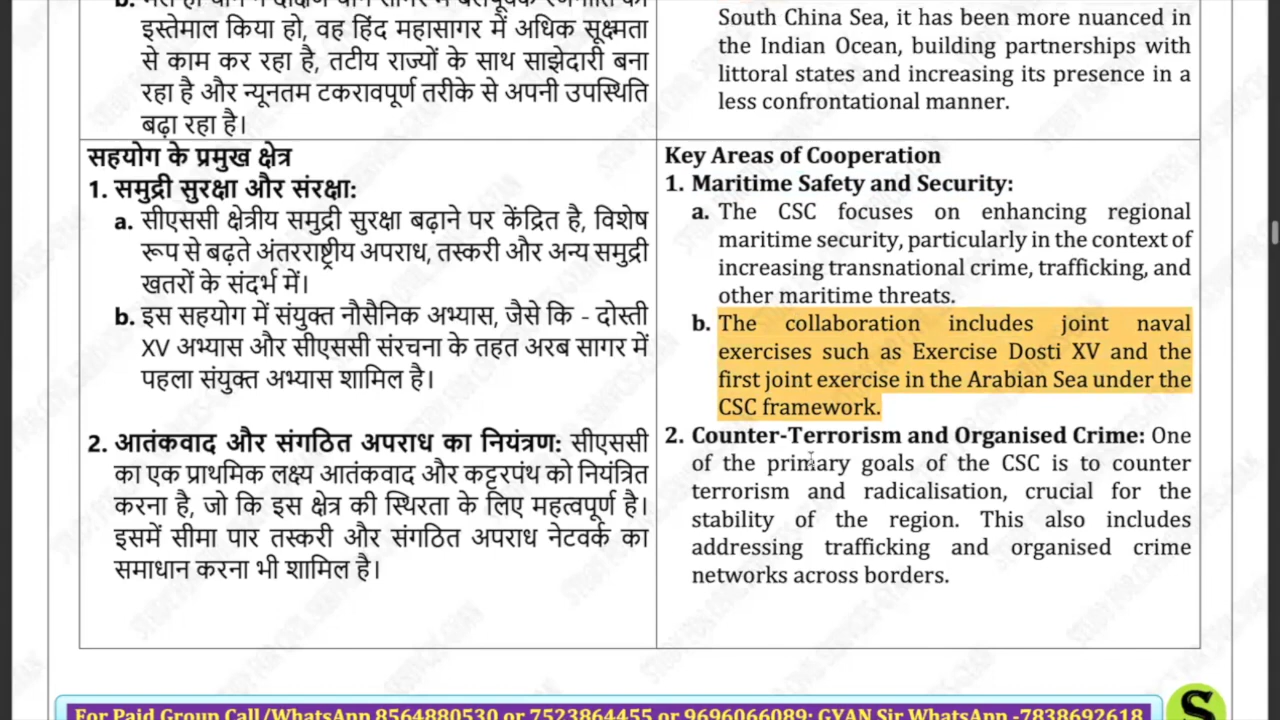 इस्तेमाल किया हो, वह हिंद महासागर में अधिक सूक्ष्मता
से काम कर रहा है, तटीय राज्यों के साथ साझेदारी बना
रहा है और न्यूनतम टकरावपूर्ण तरीके से अपनी उपस्थिति
बढ़ा रहा है।
सहयोग के प्रमुख क्षेत्र
1. समुद्री सुरक्षा और संरक्षा:
a. सीएससी क्षेत्रीय समुद्री सुरक्षा बढ़ाने पर केंद्रित है, विशेष
रूप से बढ़ते अंतरराष्ट्रीय अपराध, तस्करी और अन्य समुद्री
खतरों के संदर्भ में।
b. इस सहयोग में संयुक्त नौसैनिक अभ्यास, जैसे कि - दोस्ती
XV अभ्यास और सीएससी संरचना के तहत अरब सागर में
पहला संयुक्त अभ्यास शामिल है।
2. आतंकवाद और संगठित अपराध का नियंत्रण: सीएससी
का एक प्राथमिक लक्ष्य आतंकवाद और कट्टरपंथ को नियंत्रित
करना है, जो कि इस क्षेत्र की स्थिरता के लिए महत्वपूर्ण है।
इसमें सीमा पार तस्करी और संगठित अपराध नेटवर्क का
समाधान करना भी शामिल है।
South China Sea, it has been more nuanced in
the Indian Ocean, building partnerships with
littoral states and increasing its presence in a
less confrontational manner.
Key Areas of Cooperation
1. Maritime Safety and Security:
a. The CSC focuses on enhancing regional
maritime security, particularly in the context of
increasing transnational crime, trafficking, and
other maritime threats.
b. The collaboration includes joint naval
exercises such as Exercise Dosti XV and the
first joint exercise in the Arabian Sea under the
CSC framework.
2. Counter-Terrorism and Organised Crime: One
of the primary goals of the CSC is to counter
terrorism and radicalisation, crucial for the
stability of the region. This also includes
addressing trafficking and organised crime
networks across borders.
For Paid Group Call/WhatsApp 8564880530 or 7523864455 or 9696066089; GYAN Sir WhatsApp -7838692618
S